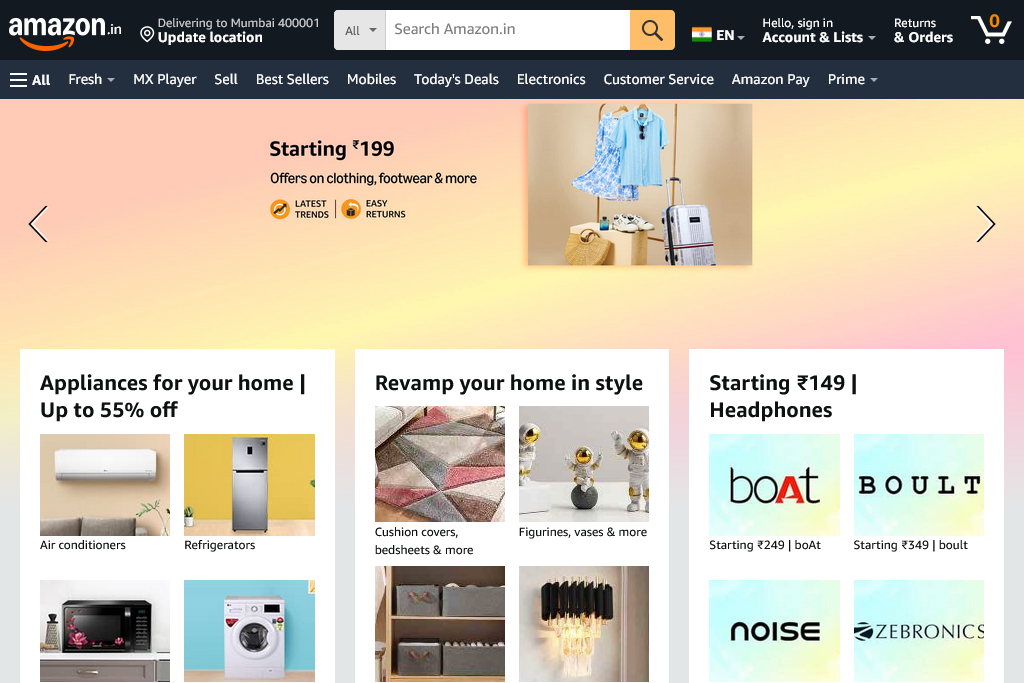 amazon.in
Delivering to Mumbai 400001
Update location
All
Search Amazon.in
EN
Hello, sign in
Account & Lists
Returns
& Orders
0
All
Fresh
MX Player
Sell
Best Sellers
Mobiles
Today's Deals
Electronics
Customer Service
Amazon Pay
Prime
Starting ₹199
Offers on clothing, footwear & more
LATEST
TRENDS
EASY
RETURNS
Appliances for your home |
Up to 55% off
Air conditioners
Refrigerators
Revamp your home in style
Cushion covers,
bedsheets & more
Figurines, vases & more
Starting ₹149 |
Headphones
boAt
BOULT
Starting ₹249 | boAt
Starting ₹349 | boult
noise
ZEBRONICS